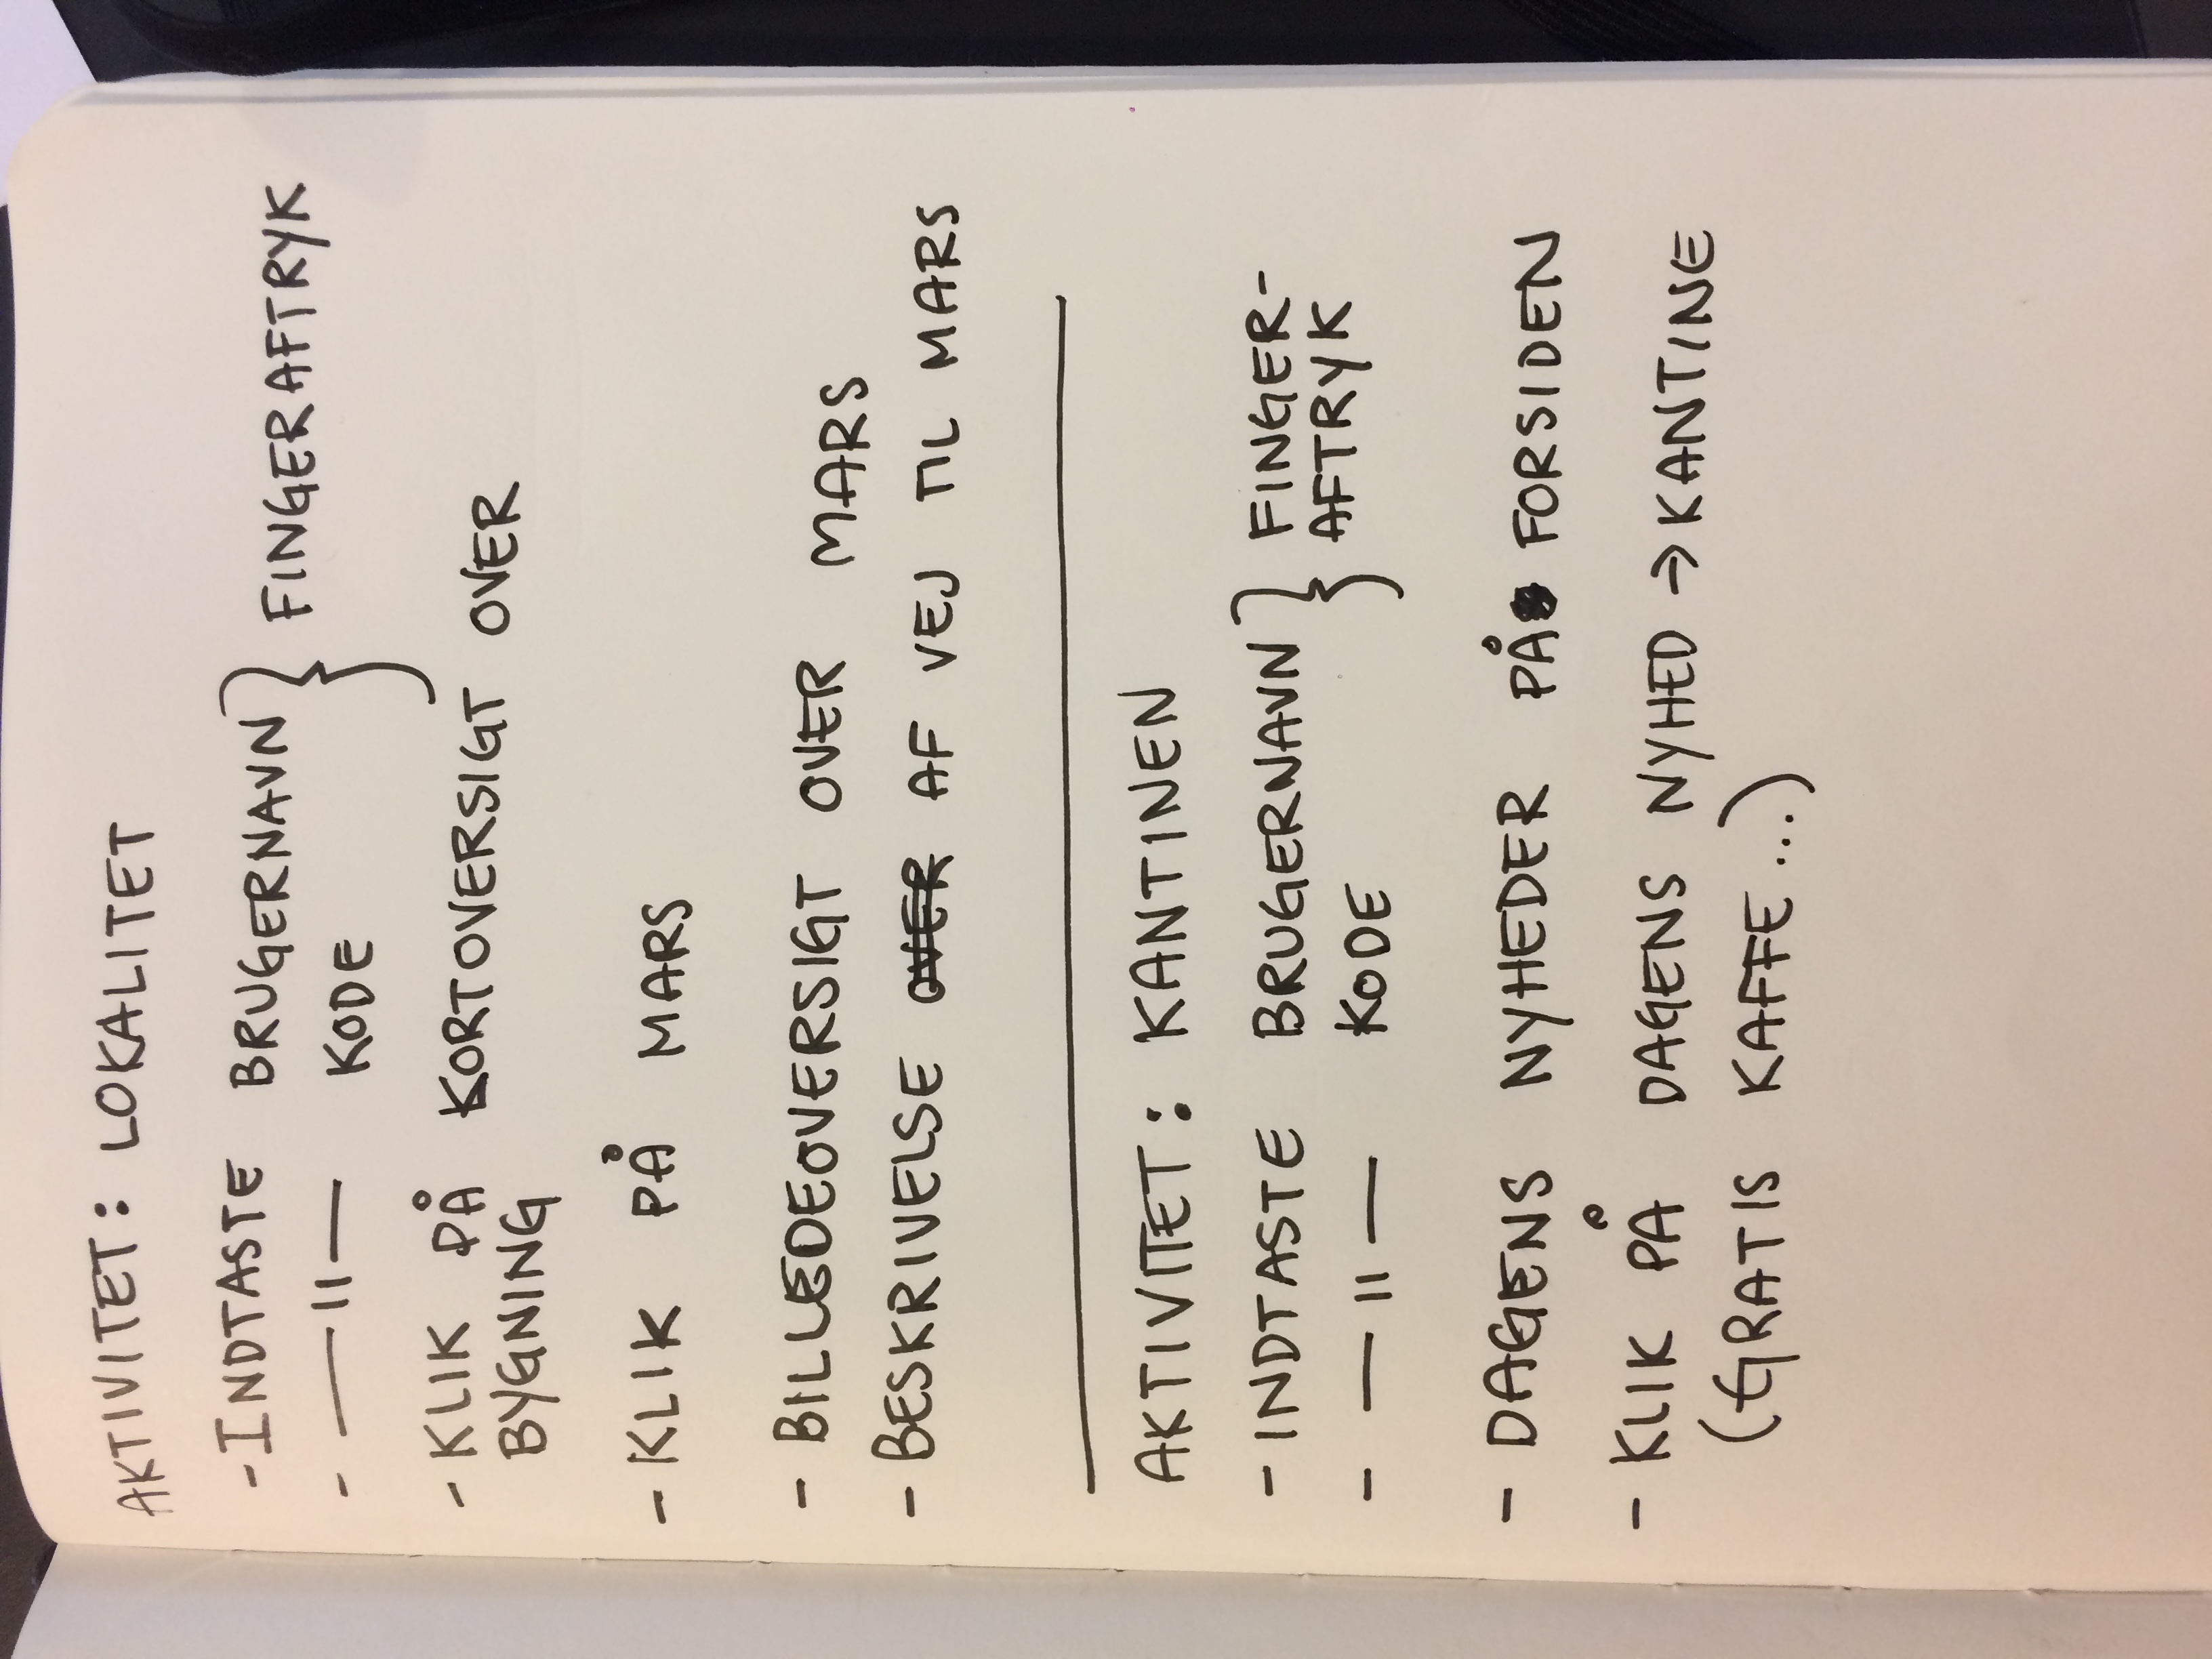 AKTIVITET: LOKALITET
- INDTASTE BRUGERNAVN } FINGERAFTRYK
- —"— KODE
- KLIK PÅ KORTOVERSIGT OVER
BYGNING
- KLIK PÅ MARS
- BILLEDEOVERSIGT OVER MARS
- BESKRIVELSE OVER AF VEJ TIL MARS
AKTIVITET: KANTINEN
- INDTASTE BRUGERNAVN } FINGER-
- —"— KODE AFTRYK
- DAGENS NYHEDER PÅ FORSIDEN
- KLIK PÅ DAGENS NYHED → KANTINE
(GRATIS KAFFE ...)